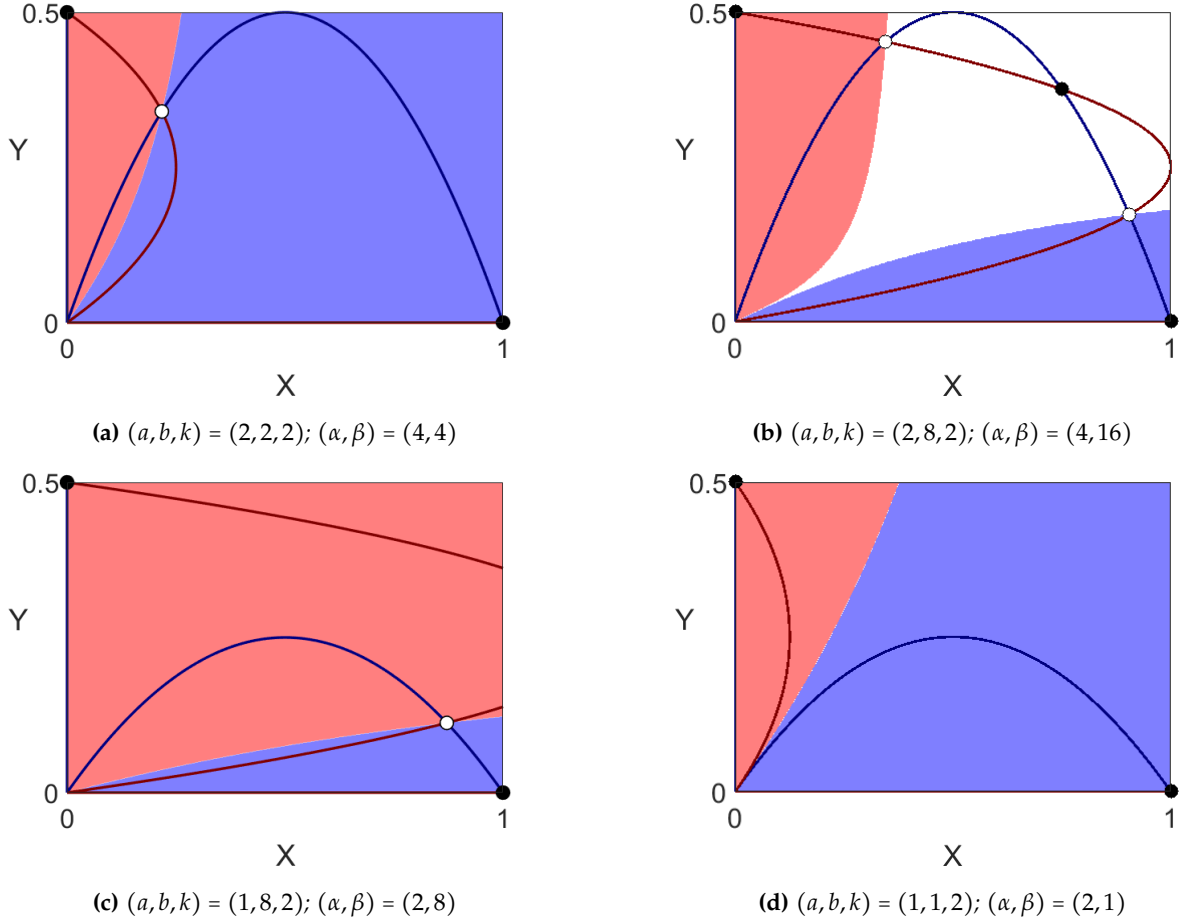 0.5
Y
0
0
1
X
(a) (a, b, k) = (2, 2, 2); (α, β) = (4, 4)
0.5
Y
0
0
1
X
(b) (a, b, k) = (2, 8, 2); (α, β) = (4, 16)
0.5
Y
0
0
1
X
(c) (a, b, k) = (1, 8, 2); (α, β) = (2, 8)
0.5
Y
0
0
1
X
(d) (a, b, k) = (1, 1, 2); (α, β) = (2, 1)